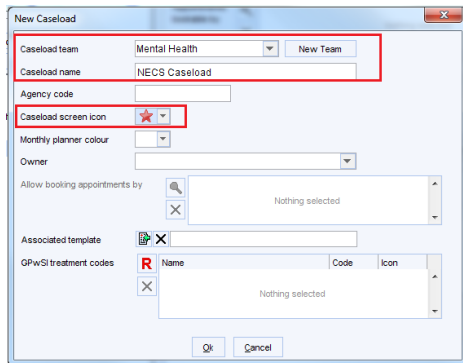 New Caseload
Caseload team Mental Health New Team
Caseload name NECS Caseload
Agency code
Caseload screen icon
Monthly planner colour
Owner
Allow booking appointments by
Nothing selected
Associated template
GPwSI treatment codes R Name Code Icon
Nothing selected
Ok Cancel